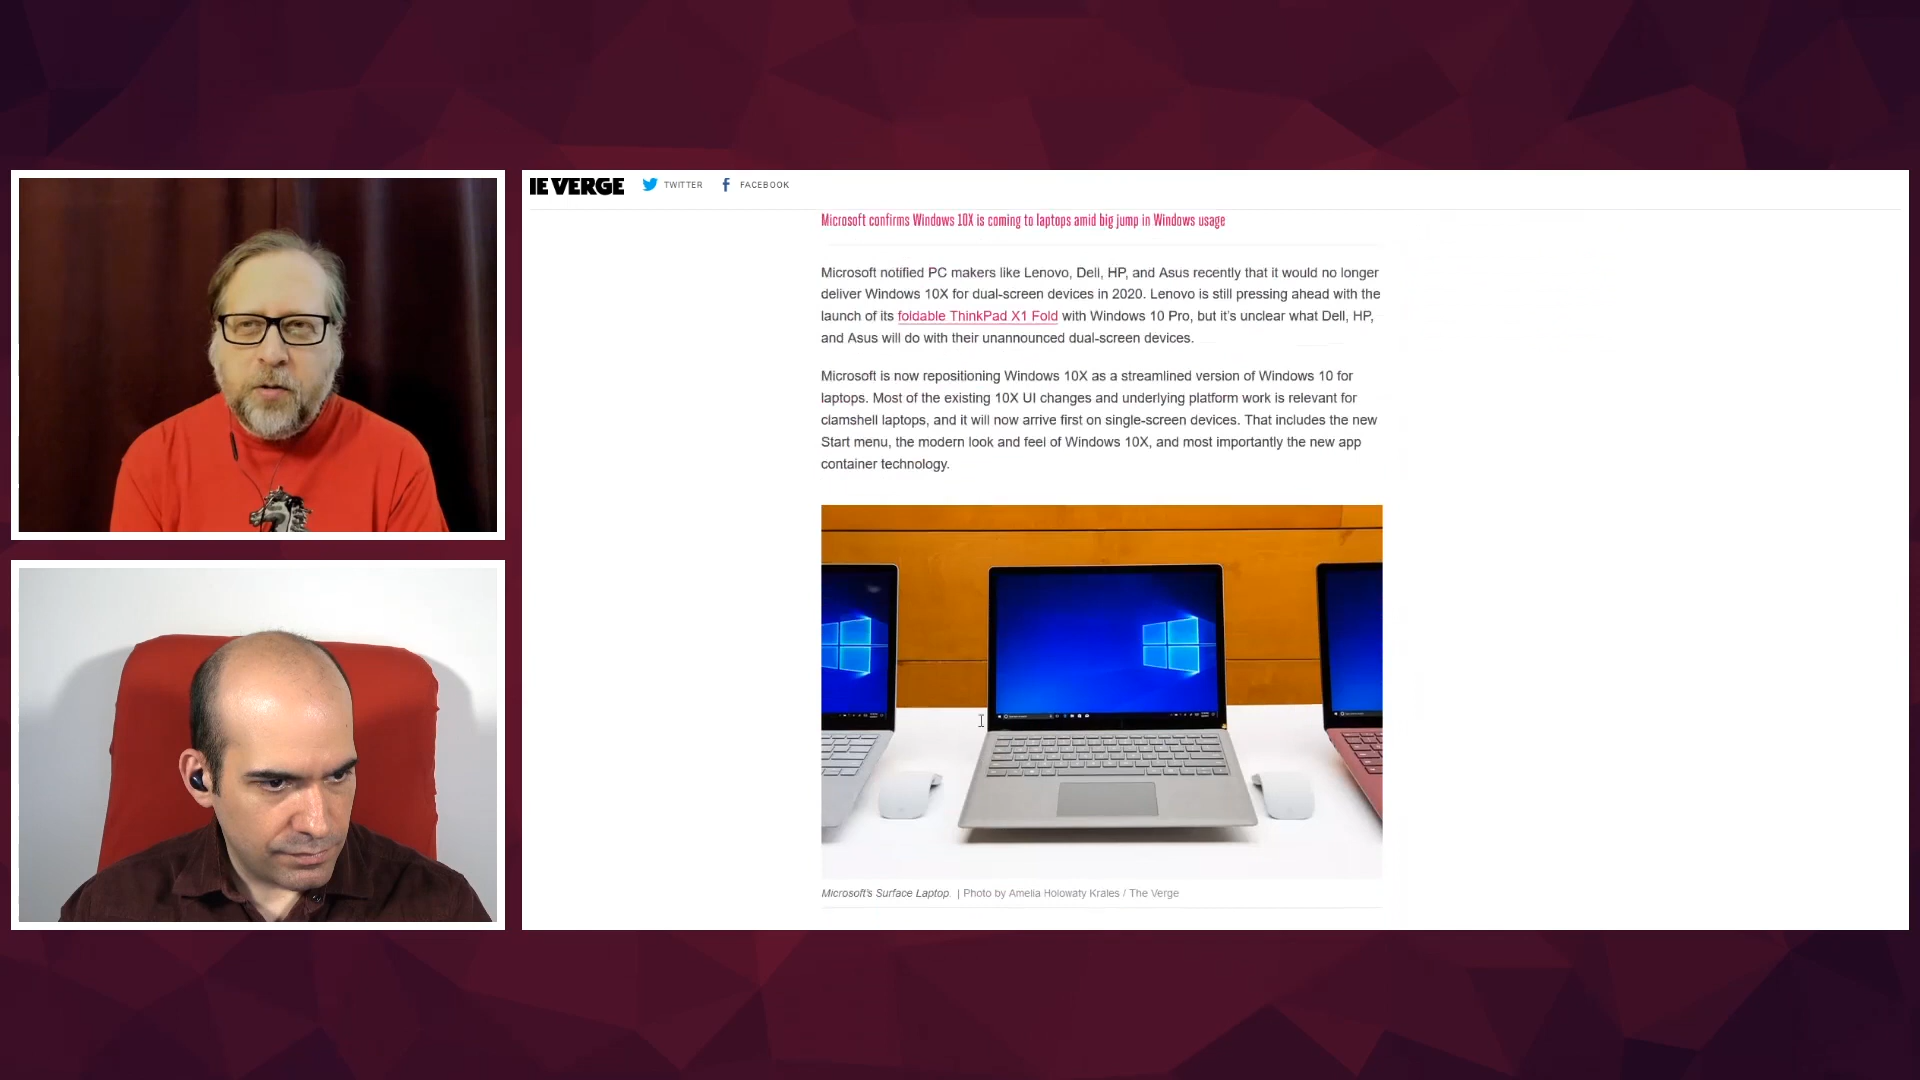 IE VERGE
TWITTER
FACEBOOK
Microsoft confirms Windows 10X is coming to laptops amid big jump in Windows usage
Microsoft notified PC makers like Lenovo, Dell, HP, and Asus recently that it would no longer
deliver Windows 10X for dual-screen devices in 2020. Lenovo is still pressing ahead with the
launch of its foldable ThinkPad X1 Fold with Windows 10 Pro, but it's unclear what Dell, HP,
and Asus will do with their unannounced dual-screen devices.
Microsoft is now repositioning Windows 10X as a streamlined version of Windows 10 for
laptops. Most of the existing 10X UI changes and underlying platform work is relevant for
clamshell laptops, and it will now arrive first on single-screen devices. That includes the new
Start menu, the modern look and feel of Windows 10X, and most importantly the new app
container technology.
Microsoft's Surface Laptop. | Photo by Amelia Holowaty Krales / The Verge